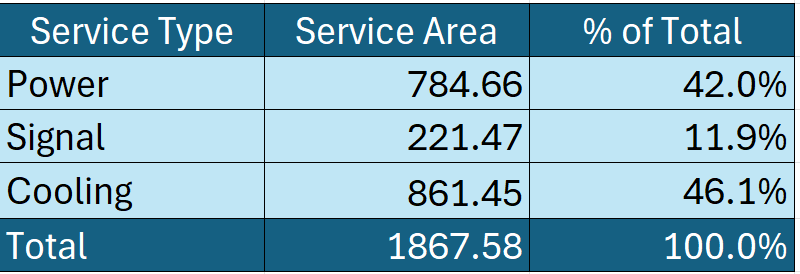 Service Type Service Area % of Total
Power 784.66 42.0%
Signal 221.47 11.9%
Cooling 861.45 46.1%
Total 1867.58 100.0%